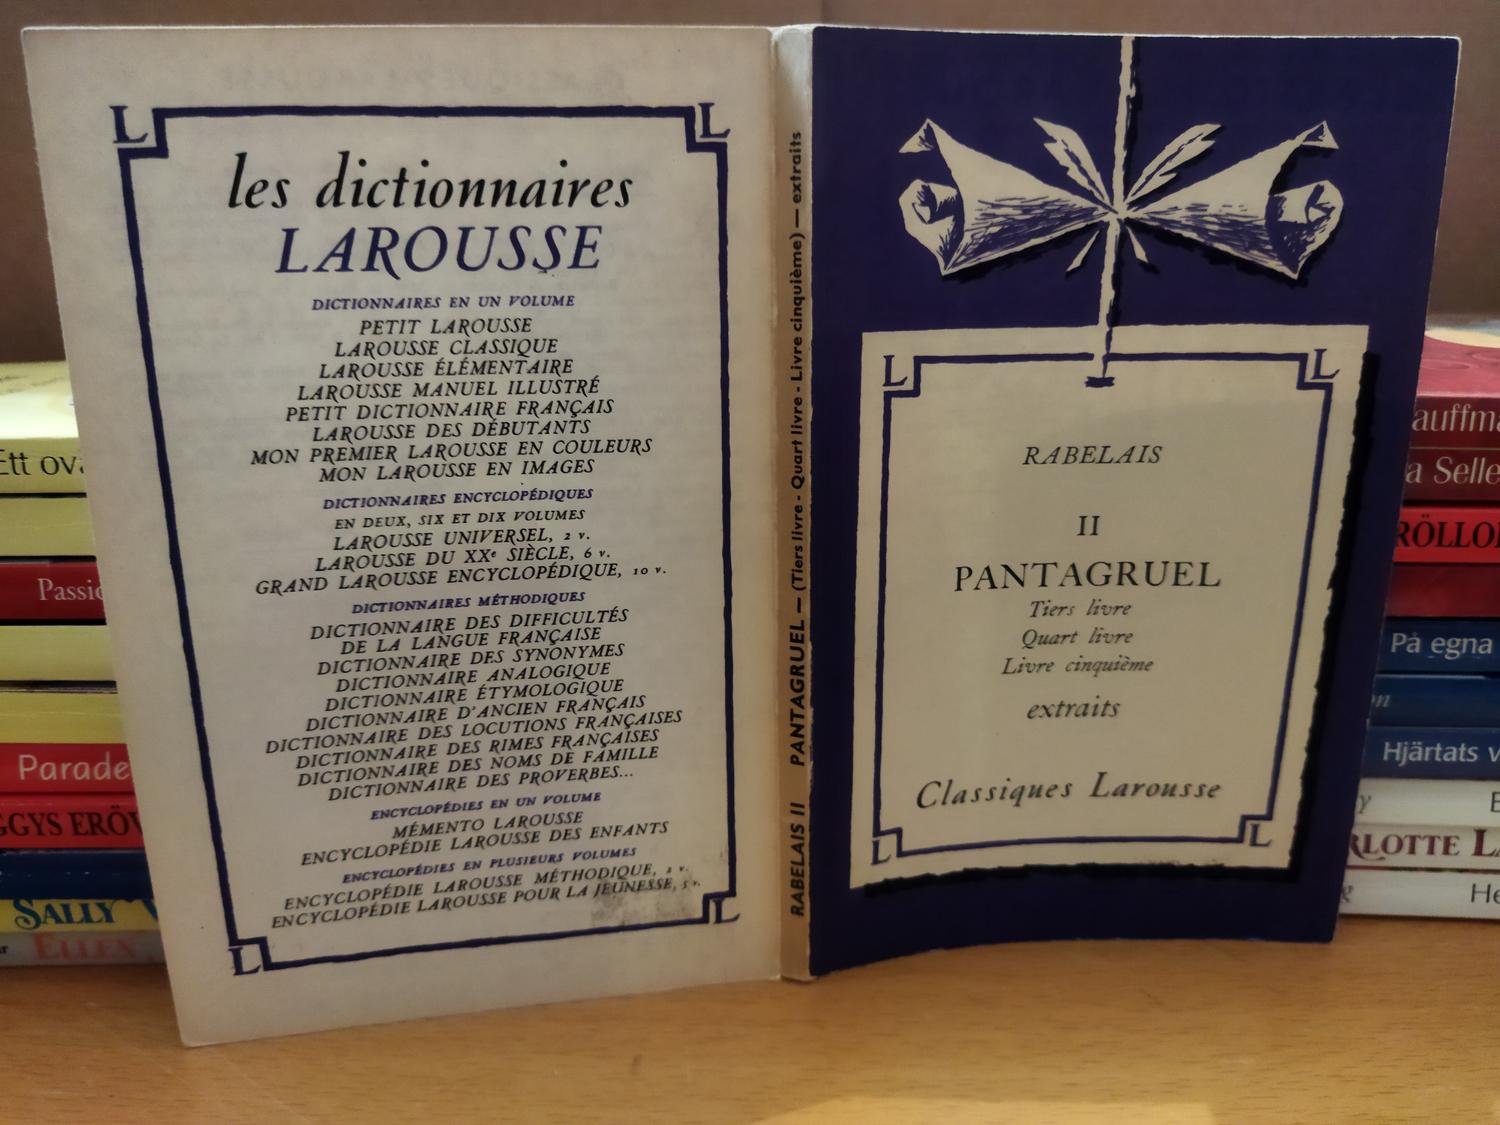 L L
les dictionnaires
LAROUSSE
DICTIONNAIRES EN UN VOLUME
PETIT LAROUSSE
LAROUSSE CLASSIQUE
LAROUSSE ÉLÉMENTAIRE
LAROUSSE MANUEL ILLUSTRÉ
PETIT DICTIONNAIRE FRANÇAIS
LAROUSSE DES DÉBUTANTS
MON PREMIER LAROUSSE EN COULEURS
MON LAROUSSE EN IMAGES
DICTIONNAIRES ENCYCLOPÉDIQUES
EN DEUX, SIX ET DIX VOLUMES
LAROUSSE UNIVERSEL, 2 v.
LAROUSSE DU XXe SIÈCLE, 6 v.
GRAND LAROUSSE ENCYCLOPÉDIQUE, 10 v.
DICTIONNAIRES MÉTHODIQUES
DICTIONNAIRE DES DIFFICULTÉS
DE LA LANGUE FRANÇAISE
DICTIONNAIRE DES SYNONYMES
DICTIONNAIRE ANALOGIQUE
DICTIONNAIRE ÉTYMOLOGIQUE
DICTIONNAIRE D'ANCIEN FRANÇAIS
DICTIONNAIRE DES LOCUTIONS FRANÇAISES
DICTIONNAIRE DES RIMES FRANÇAISES
DICTIONNAIRE DES NOMS DE FAMILLE
DICTIONNAIRE DES PROVERBES...
ENCYCLOPÉDIES EN UN VOLUME
MÉMENTO LAROUSSE
ENCYCLOPÉDIE LAROUSSE DES ENFANTS
ENCYCLOPÉDIES EN PLUSIEURS VOLUMES
ENCYCLOPÉDIE LAROUSSE MÉTHODIQUE, 2 v.
ENCYCLOPÉDIE LAROUSSE POUR LA JEUNESSE, 5 v.
L L
RABELAIS II PANTAGRUEL — (Tiers livre - Quart livre - Livre cinquième) — extraits
L L
RABELAIS
II
PANTAGRUEL
Tiers livre
Quart livre
Livre cinquième
extraits
Classiques Larousse
L L
Ett ova
Passio
Parade
GGYS ERÖV
SALLY
ELLEN
auffma
a Selle
RÖLLO
På egna
on
Hjärtats v
y E
RLOTTE L
g He